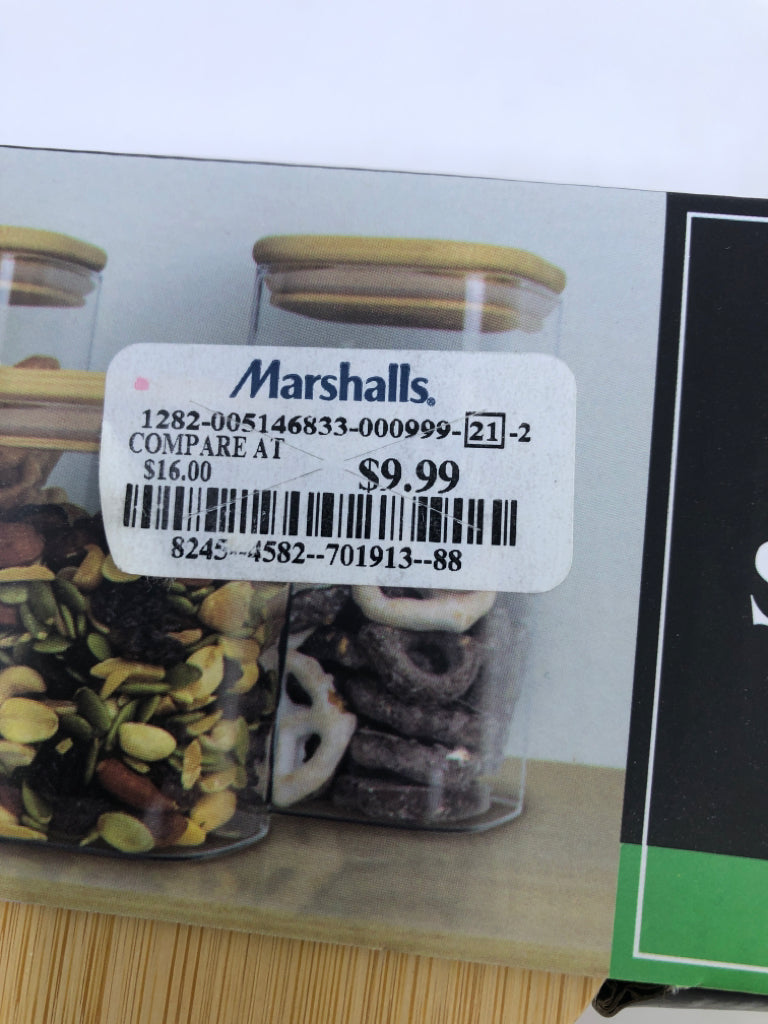 Marshalls.
1282-005146833-000999-21-2
COMPARE AT
$16.00 $9.99
8245--4582--701913--88